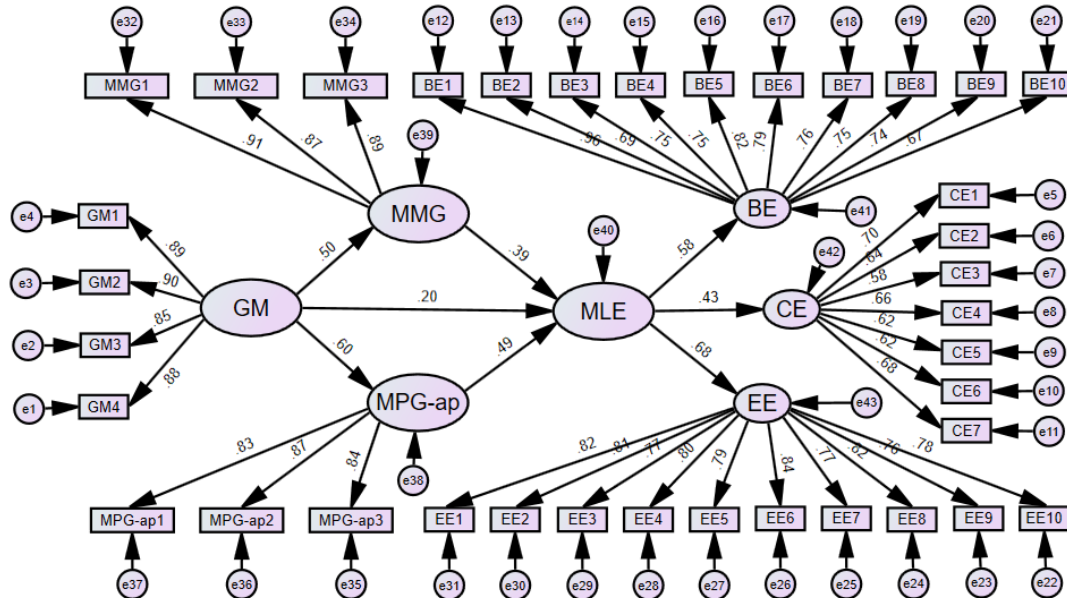 e32 e33 e34 e12 e13 e14 e15 e16 e17 e18 e19 e20 e21
MMG1 MMG2 MMG3 BE1 BE2 BE3 BE4 BE5 BE6 BE7 BE8 BE9 BE10
.91 .87 .89 .96 .69 .75 .75 .82 .79 .76 .75 .74 .67
e39
MMG BE e41
e4 GM1 CE1 e5
e3 GM2 CE2 e6
e2 GM3 CE3 e7
e1 GM4 CE4 e8
CE5 e9
CE6 e10
CE7 e11
.89 .90 .85 .88
.50 .39 .58
e40 e42
.70 .64 .58 .66 .62 .62 .68
GM .20 MLE .43 CE
.60 .49 .68
MPG-ap EE e43
e38
.83 .87 .84 .82 .81 .77 .80 .79 .84 .77 .82 .76 .78
MPG-ap1 MPG-ap2 MPG-ap3 EE1 EE2 EE3 EE4 EE5 EE6 EE7 EE8 EE9 EE10
e37 e36 e35 e31 e30 e29 e28 e27 e26 e25 e24 e23 e22